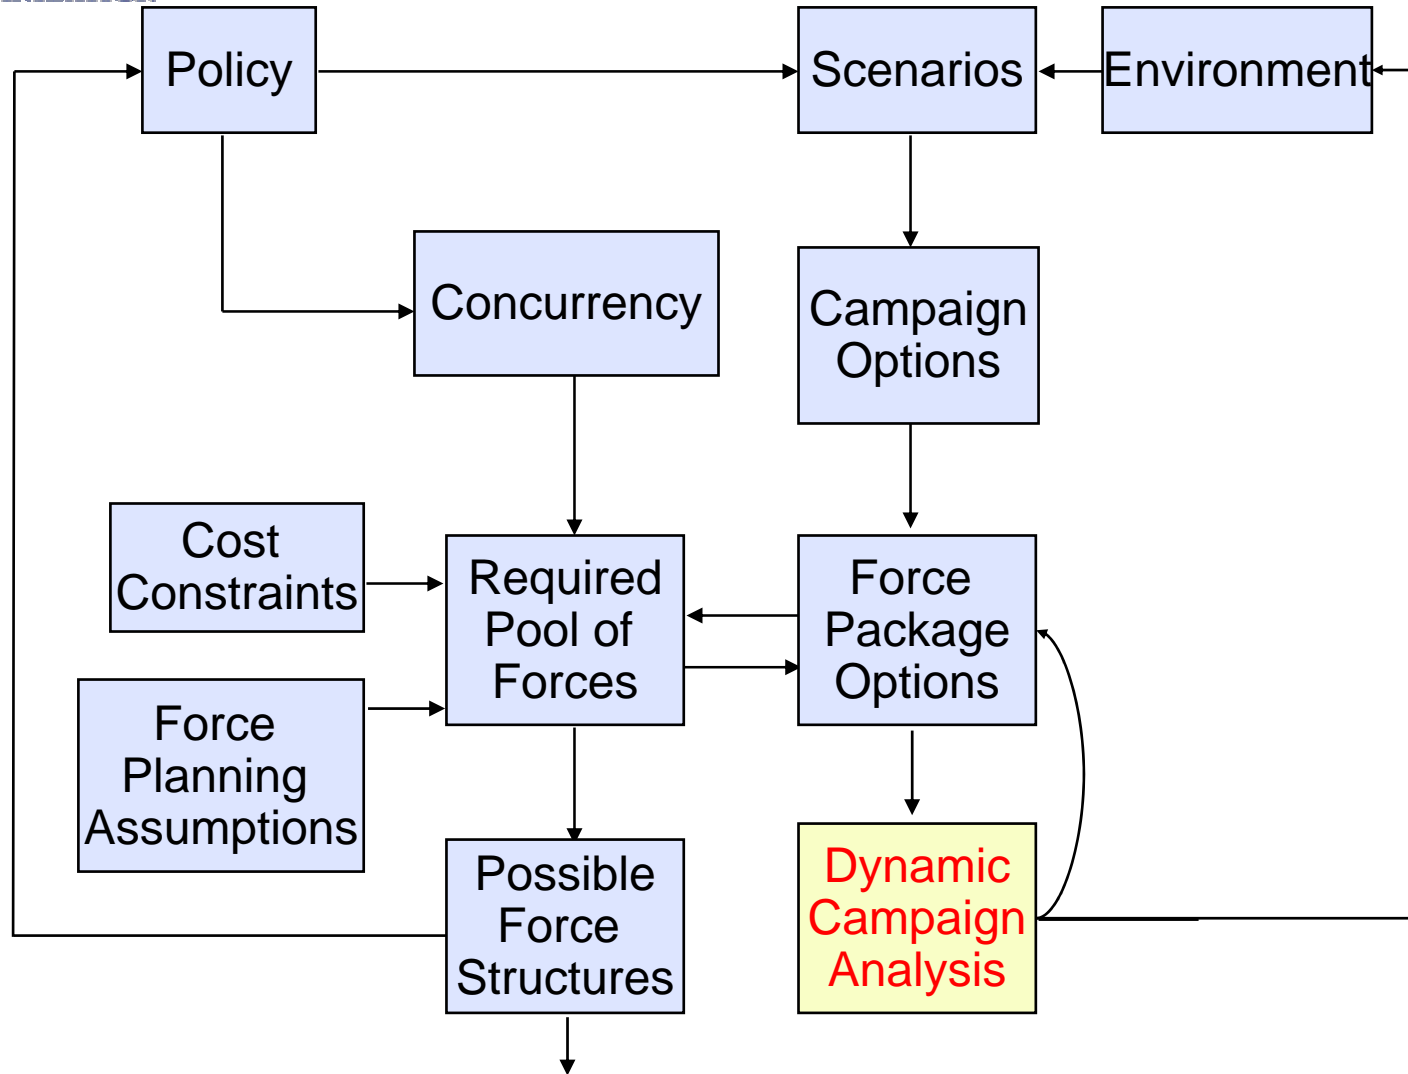 Policy
Scenarios
Environment
Concurrency
Campaign
Options
Cost
Constraints
Required
Pool of
Forces
Force
Package
Options
Force
Planning
Assumptions
Possible
Force
Structures
Dynamic
Campaign
Analysis